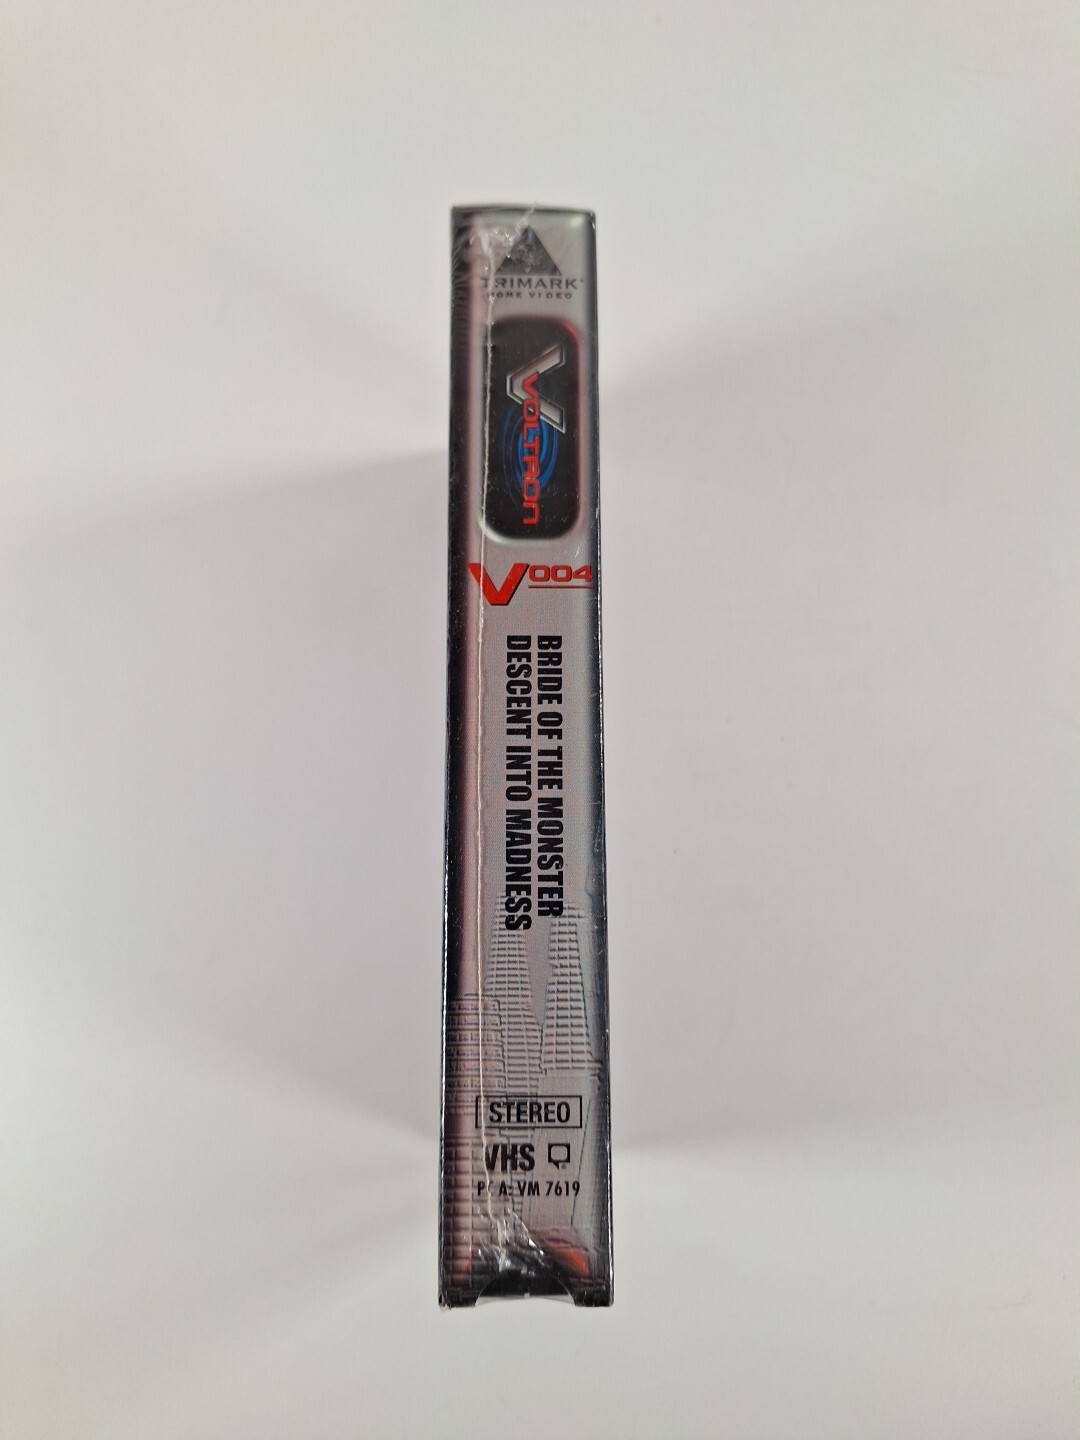 TRIMARK
HOME VIDEO
VOLTRON
V004
BRIDE OF THE MONSTER
DESCENT INTO MADNESS
STEREO
VHS
VM 7619